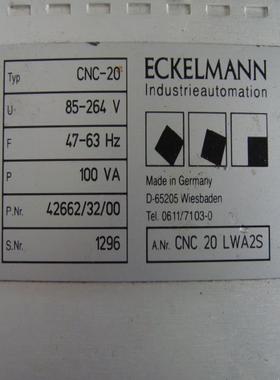 Typ CNC-20
U 85-264 V
F 47-63 Hz
P 100 VA
P.Nr. 42662/32/00
S.Nr. 1296
ECKELMANN
Industrieautomation
Made in Germany
D-65205 Wiesbaden
Tel. 0611/7103-0
A.Nr. CNC 20 LWA2S